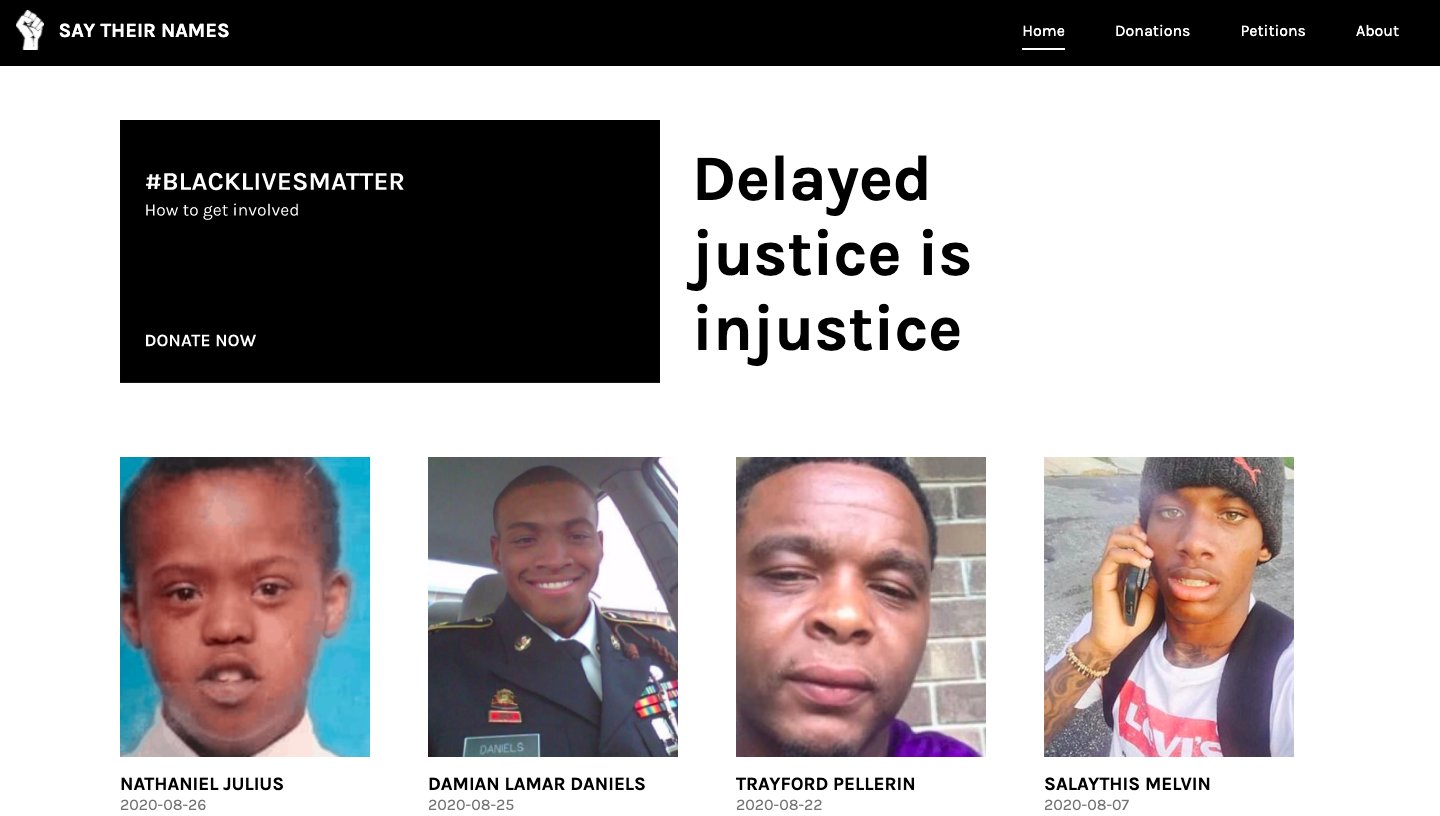 SAY THEIR NAMES
Home
Donations
Petitions
About
#BLACKLIVESMATTER
How to get involved
DONATE NOW
Delayed
justice is
injustice
DANIELS
NATHANIEL JULIUS
2020-08-26
DAMIAN LAMAR DANIELS
2020-08-25
TRAYFORD PELLERIN
2020-08-22
SALAYTHIS MELVIN
2020-08-07